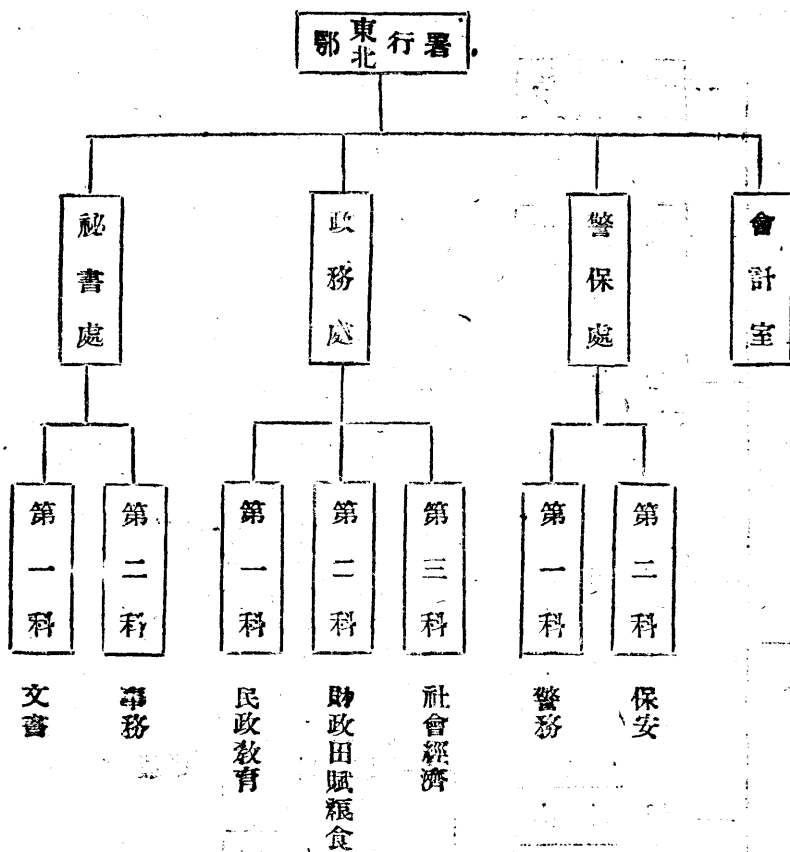 鄂東北行署
秘書處
政務處
警保處
會計室
第一科
第二科
第一科
第二科
第三科
第一科
第二科
文書
事務
民政教育
財政田賦粮食
社會經濟
警務
保安